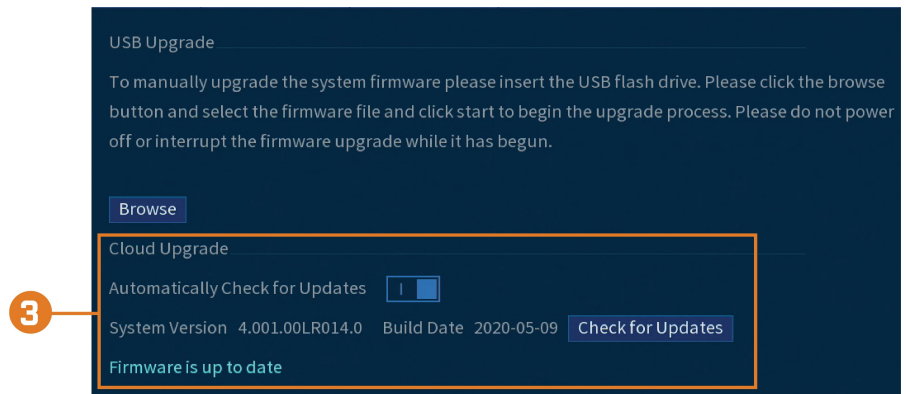 USB Upgrade
To manually upgrade the system firmware please insert the USB flash drive. Please click the browse
button and select the firmware file and click start to begin the upgrade process. Please do not power
off or interrupt the firmware upgrade while it has begun.
Browse
Cloud Upgrade
Automatically Check for Updates
3
System Version 4.001.00LR014.0 Build Date 2020-05-09 Check for Updates
Firmware is up to date